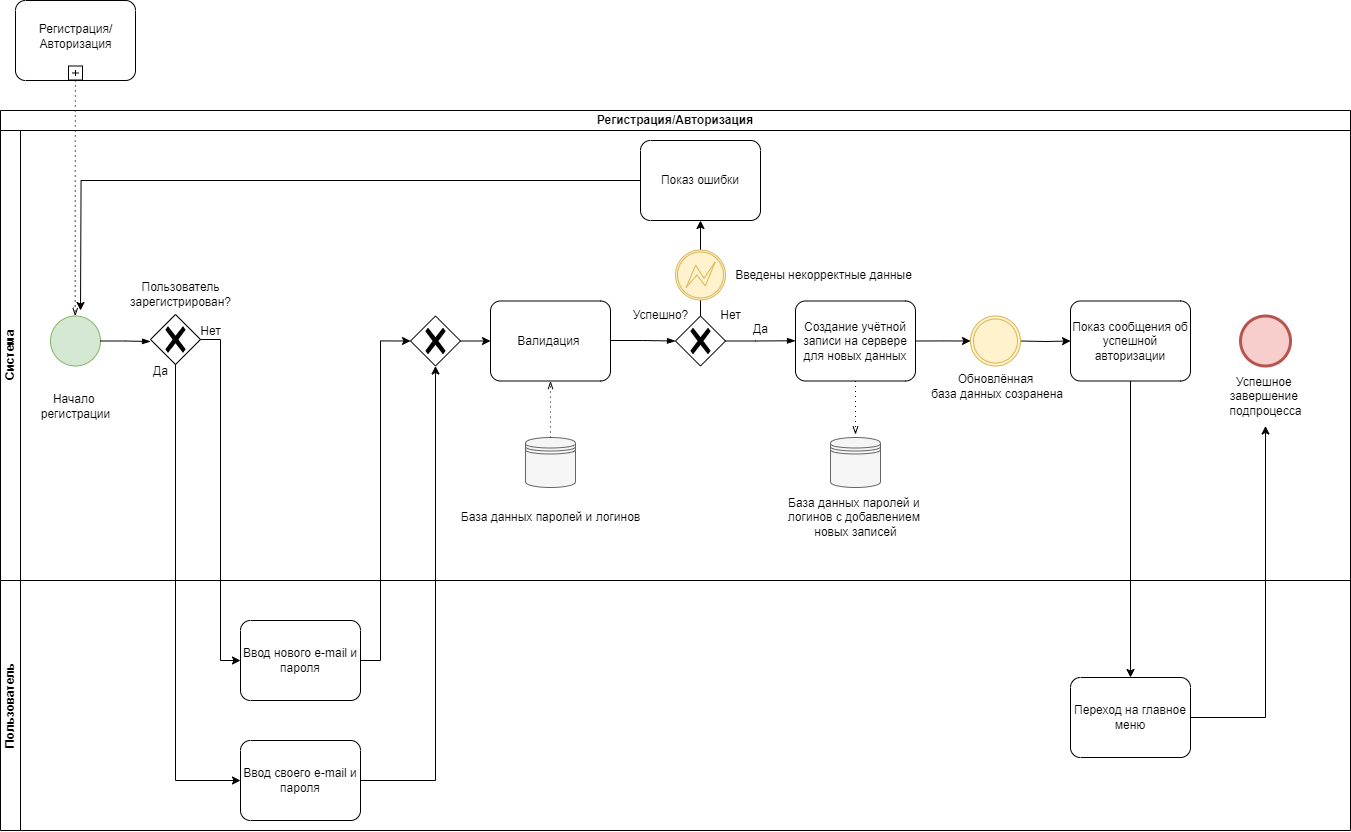 Регистрация/
Авторизация
Регистрация/Авторизация
Система
Показ ошибки
Введены некорректные данные
Пользователь
зарегистрирован?
Нет
Да
Начало
регистрации
Валидация
База данных паролей и логинов
Успешно?
Нет
Да
Создание учётной
записи на сервере
для новых данных
База данных паролей и
логинов с добавлением
новых записей
Обновлённая
база данных созранена
Показ сообщения об
успешной
авторизации
Успешное
завершение
подпроцесса
Пользователь
Ввод нового e-mail и
пароля
Ввод своего e-mail и
пароля
Переход на главное
меню